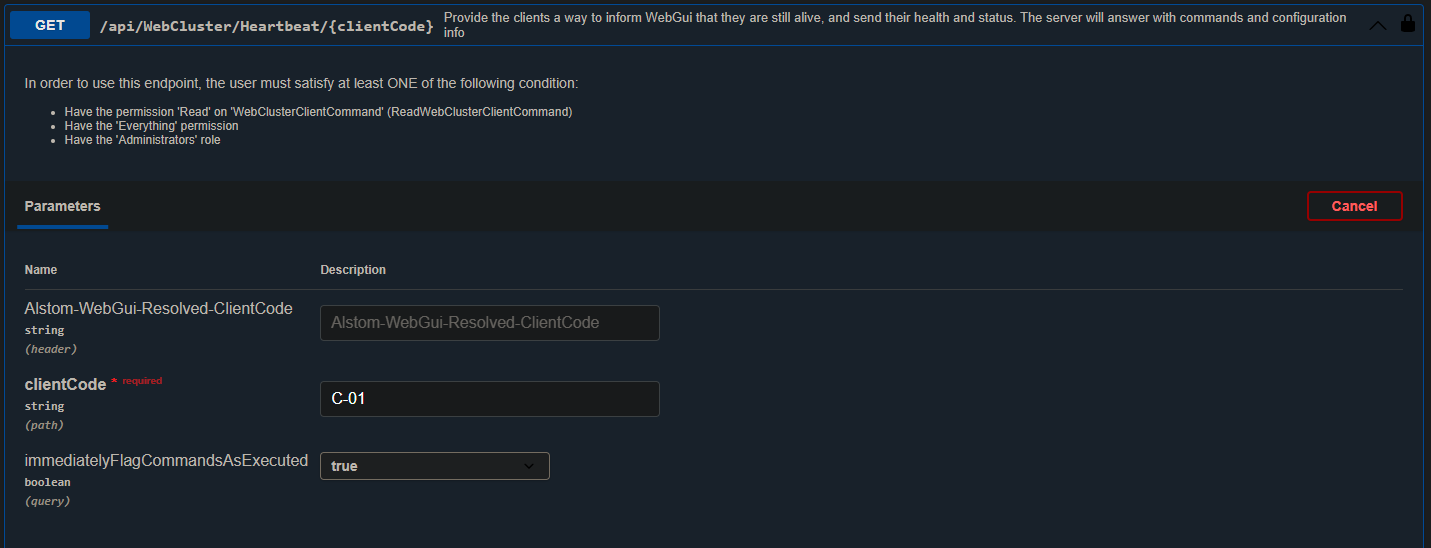 GET /api/WebCluster/Heartbeat/{clientCode} Provide the clients a way to inform WebGui that they are still alive, and send their health and status. The server will answer with commands and configuration
info
In order to use this endpoint, the user must satisfy at least ONE of the following condition:
• Have the permission 'Read' on 'WebClusterClientCommand' (ReadWebClusterClientCommand)
• Have the 'Everything' permission
• Have the 'Administrators' role
Parameters Cancel
Name Description
Alstom-WebGui-Resolved-ClientCode
string
(header)
Alstom-WebGui-Resolved-ClientCode
clientCode * required
string
(path)
C-01
immediatelyFlagCommandsAsExecuted
boolean
(query)
true